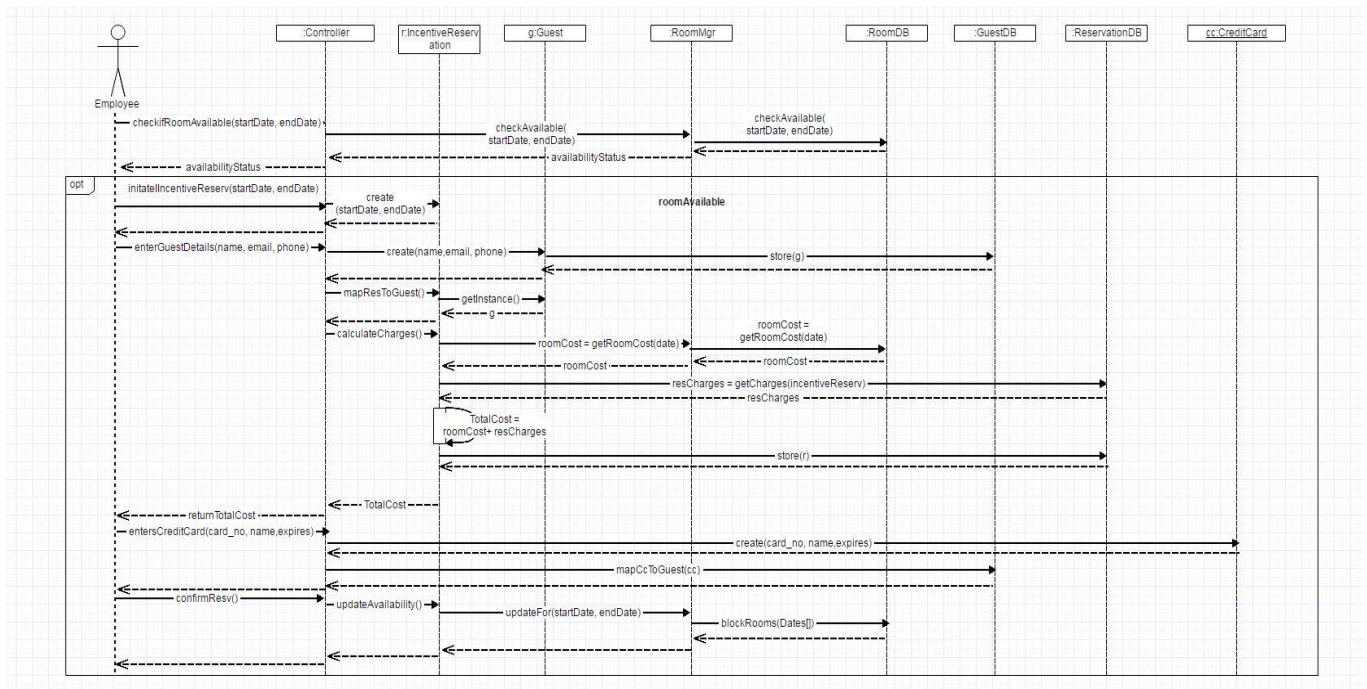 :Controller
r:IncentiveReserv
ation
g:Guest
:RoomMgr
:RoomDB
:GuestDB
:ReservationDB
cc:CreditCard
Employee
checkifRoomAvailable(startDate, endDate)
checkAvailable(
startDate, endDate)
checkAvailable(
startDate, endDate)
availabilityStatus
availabilityStatus
opt
roomAvailable
initateIIncentiveReserv(startDate, endDate)
create
(startDate, endDate)
enterGuestDetails(name, email, phone)
create(name,email, phone)
store(g)
mapResToGuest()
getInstance()
g
calculateCharges()
roomCost = getRoomCost(date)
roomCost =
getRoomCost(date)
roomCost
roomCost
resCharges = getCharges(incentiveReserv)
resCharges
TotalCost =
roomCost+ resCharges
store(r)
TotalCost
returnTotalCost
entersCreditCard(card_no, name,expires)
create(card_no, name,expires)
mapCcToGuest(cc)
confirmResv()
updateAvailability()
updateFor(startDate, endDate)
blockRooms(Dates[])